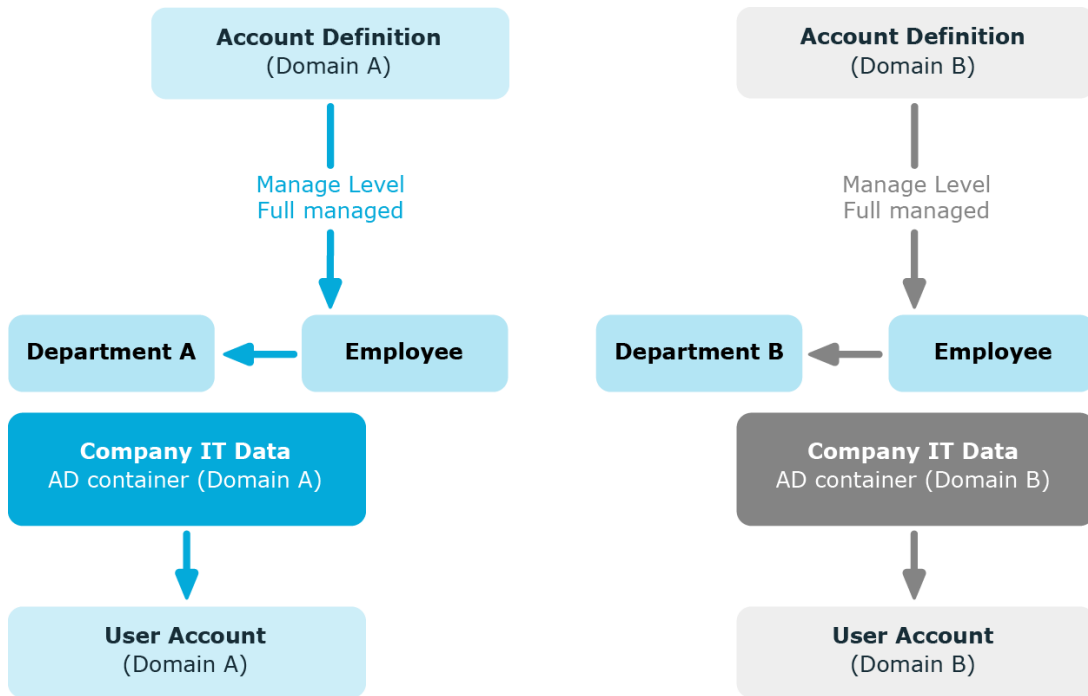 Account Definition
(Domain A)
Manage Level
Full managed
Department A
Employee
Company IT Data
AD container (Domain A)
User Account
(Domain A)
Account Definition
(Domain B)
Manage Level
Full managed
Department B
Employee
Company IT Data
AD container (Domain B)
User Account
(Domain B)